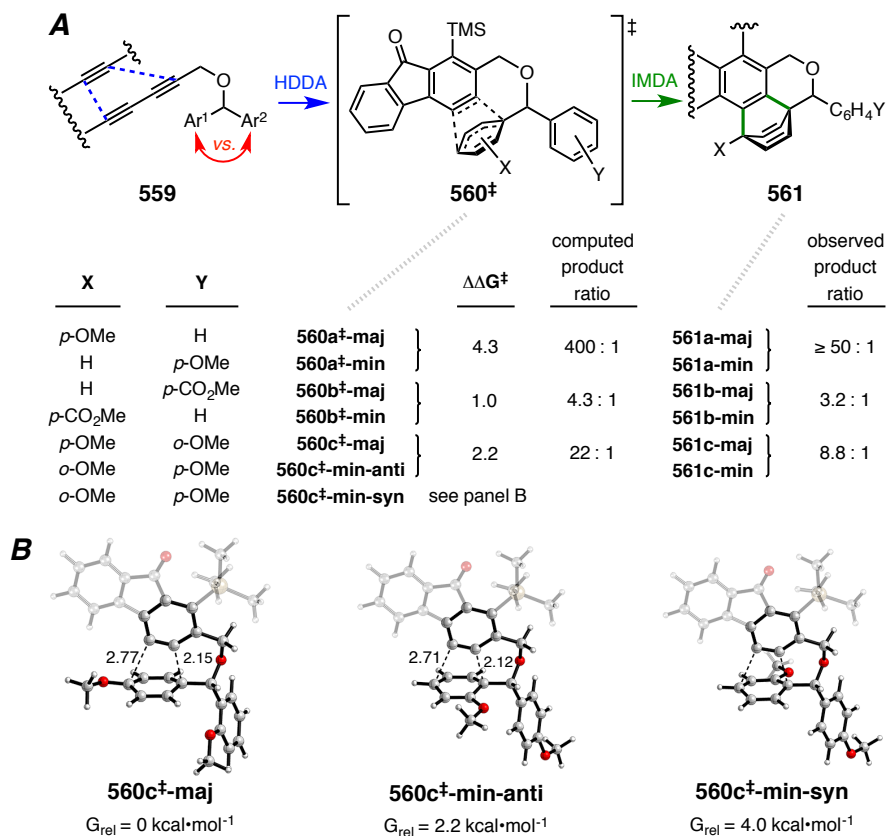 A
HDDA
O
Ar¹ Ar²
vs.
559
O
TMS
O
X
Y
‡
560‡
IMDA
O
C₆H₄Y
X
561
X Y ΔΔG‡ computed product ratio observed product ratio
p-OMe H 560a‡-maj 561a-maj
4.3 400 : 1 ≥ 50 : 1
H p-OMe 560a‡-min 561a-min
H p-CO₂Me 560b‡-maj 561b-maj
1.0 4.3 : 1 3.2 : 1
p-CO₂Me H 560b‡-min 561b-min
p-OMe o-OMe 560c‡-maj 561c-maj
2.2 22 : 1 8.8 : 1
o-OMe p-OMe 560c‡-min-anti 561c-min
o-OMe p-OMe 560c‡-min-syn see panel B
B
2.77 2.15
2.71 2.12
560c‡-maj 560c‡-min-anti 560c‡-min-syn
Grel = 0 kcal•mol⁻¹ Grel = 2.2 kcal•mol⁻¹ Grel = 4.0 kcal•mol⁻¹